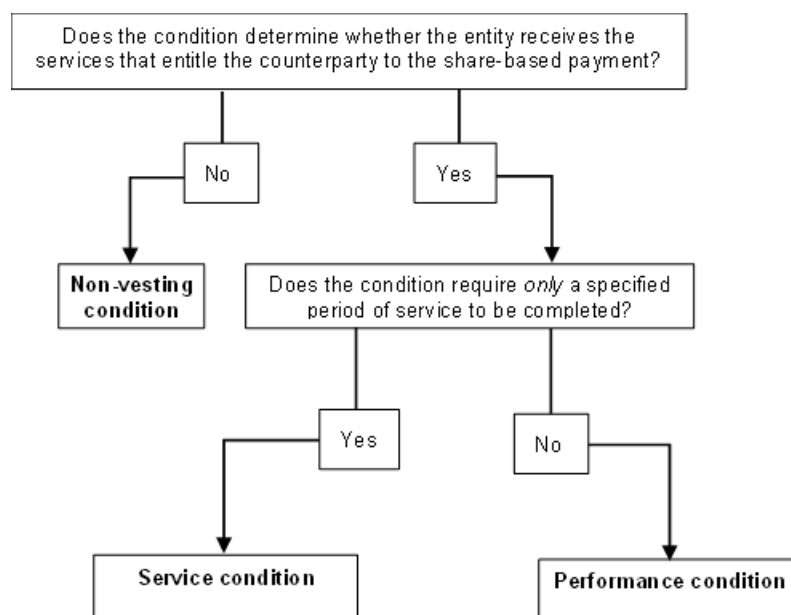 Does the condition determine whether the entity receives the
services that entitle the counterparty to the share-based payment?
No
Yes
Non-vesting
condition
Does the condition require only a specified
period of service to be completed?
Yes
No
Service condition
Performance condition